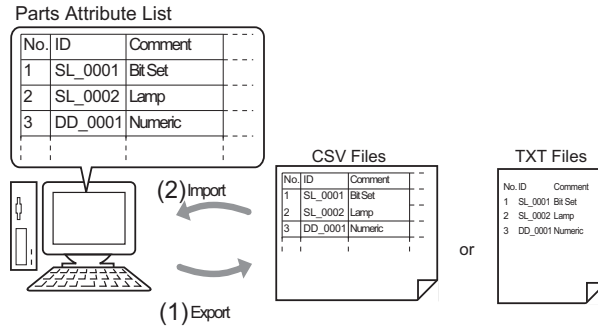 Parts Attribute List
No. ID Comment
1 SL_0001 Bit Set
2 SL_0002 Lamp
3 DD_0001 Numeric
(2) Import
(1) Export
CSV Files
No. ID Comment
1 SL_0001 Bit Set
2 SL_0002 Lamp
3 DD_0001 Numeric
or
TXT Files
No. ID Comment
1 SL_0001 Bit Set
2 SL_0002 Lamp
3 DD_0001 Numeric